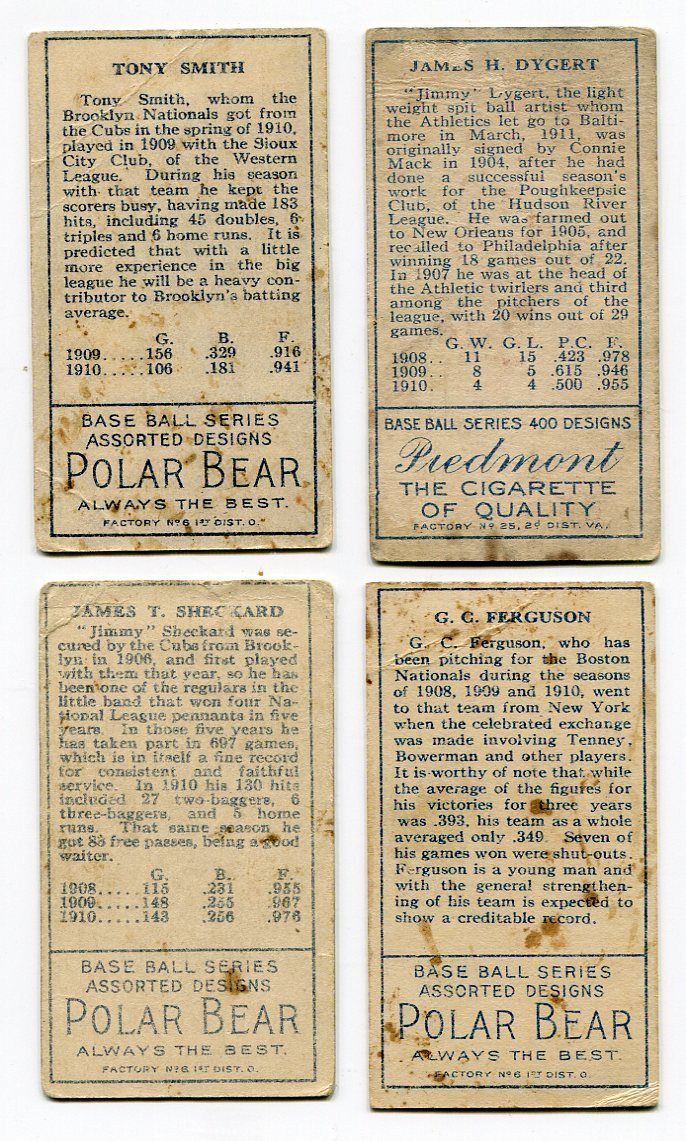 TONY SMITH
Tony Smith, whom the
Brooklyn Nationals got from
the Cubs in the spring of 1910,
played in 1909 with the Sioux
City Club, of the Western
League. During his season
with that team he kept the
scorers busy, having made 183
hits, including 45 doubles, 6
triples and 6 home runs. It is
predicted that with a little
more experience in the big
league he will be a heavy con-
tributor to Brooklyn's batting
average.
G. B. F.
1909.....156 .329 .916
1910.....106 .181 .941
BASE BALL SERIES
ASSORTED DESIGNS
POLAR BEAR
ALWAYS THE BEST.
FACTORY No 6 1ST DIST. O.
JAMES H. DYGERT
"Jimmy" Dygert, the light
weight spit ball artist whom
the Athletics let go to Balti-
more in March, 1911, was
originally signed by Connie
Mack in 1904, after he had
done a successful season's
work for the Poughkeepsie
Club, of the Hudson River
League. He was farmed out
to New Orleans for 1905, and
recalled to Philadelphia after
winning 18 games out of 22.
In 1907 he was at the head of
the Athletic twirlers and third
among the pitchers of the
league, with 20 wins out of 29
games.
G. W. G. L. P.C. F.
1908.. 11 15 .423 .978
1909.. 8 5 .615 .946
1910.. 4 4 .500 .955
BASE BALL SERIES 400 DESIGNS
Piedmont
THE CIGARETTE
OF QUALITY
FACTORY No 25, 2D DIST. VA.
JAMES T. SHECKARD
"Jimmy" Sheckard was se-
cured by the Cubs from Brook-
lyn in 1906, and first played
with them that year, so he has
been one of the regulars in the
little band that won four Na-
tional League pennants in five
years. In those five years he
has taken part in 697 games,
which is in itself a fine record
for consistent and faithful
service. In 1910 his 130 hits
included 27 two-baggers, 6
three-baggers, and 5 home
runs. That same season he
got 83 free passes, being a good
waiter.
G. B. F.
1908.....115 .231 .955
1909.....148 .255 .967
1910.....143 .256 .976
BASE BALL SERIES
ASSORTED DESIGNS
POLAR BEAR
ALWAYS THE BEST.
FACTORY No 6 1ST DIST. O.
G. C. FERGUSON
G. C. Ferguson, who has
been pitching for the Boston
Nationals during the seasons
of 1908, 1909 and 1910, went
to that team from New York
when the celebrated exchange
was made involving Tenney,
Bowerman and other players.
It is worthy of note that while
the average of the figures for
his victories for three years
was .393, his team as a whole
averaged only .349. Seven of
his games won were shut-outs.
Ferguson is a young man and
with the general strengthen-
ing of his team is expected to
show a creditable record.
BASE BALL SERIES
ASSORTED DESIGNS
POLAR BEAR
ALWAYS THE BEST.
FACTORY No 6 1ST DIST. O.